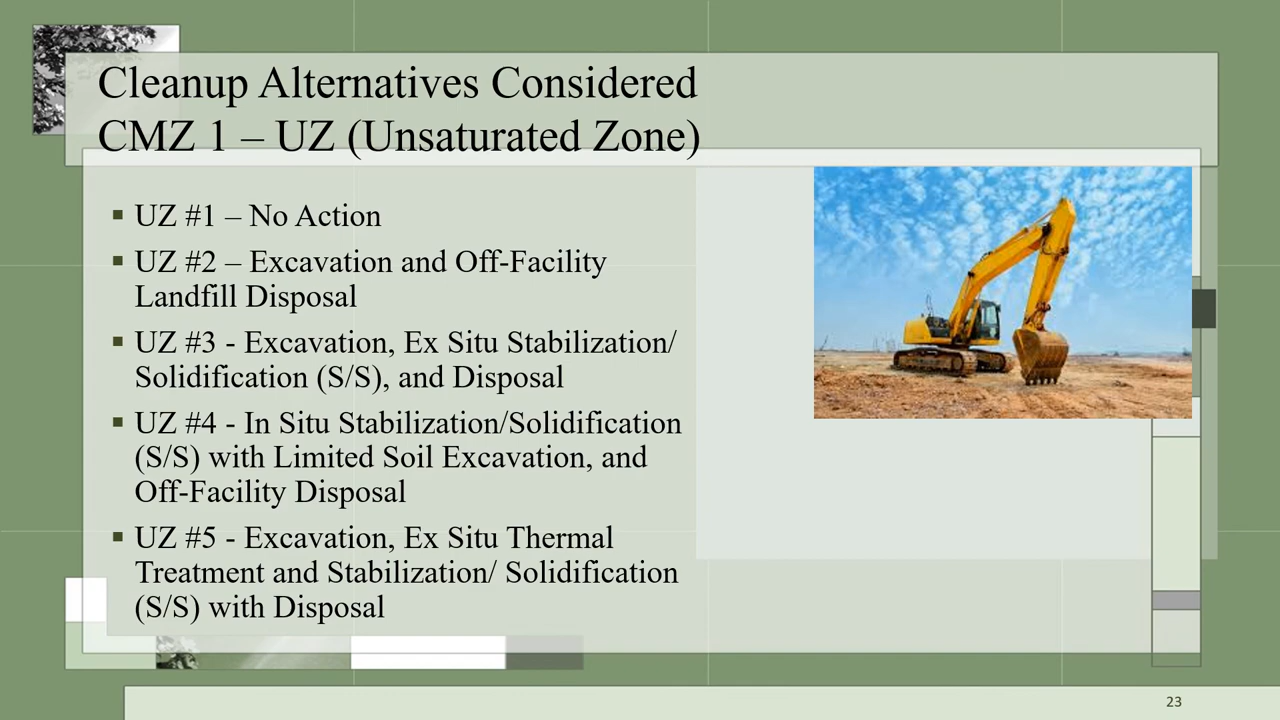 Cleanup Alternatives Considered
CMZ 1 – UZ (Unsaturated Zone)
▪ UZ #1 – No Action
▪ UZ #2 – Excavation and Off-Facility
Landfill Disposal
▪ UZ #3 - Excavation, Ex Situ Stabilization/
Solidification (S/S), and Disposal
▪ UZ #4 - In Situ Stabilization/Solidification
(S/S) with Limited Soil Excavation, and
Off-Facility Disposal
▪ UZ #5 - Excavation, Ex Situ Thermal
Treatment and Stabilization/ Solidification
(S/S) with Disposal
23